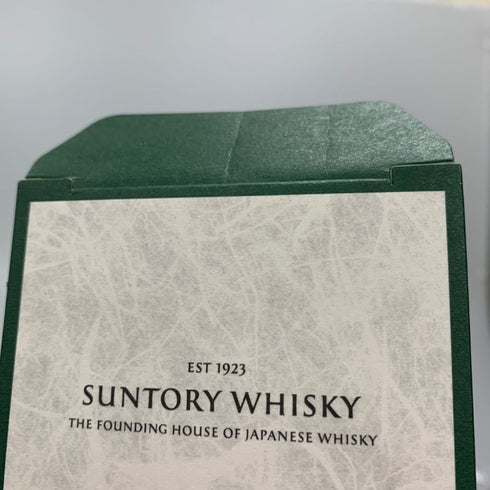 EST 1923
SUNTORY WHISKY
THE FOUNDING HOUSE OF JAPANESE WHISKY